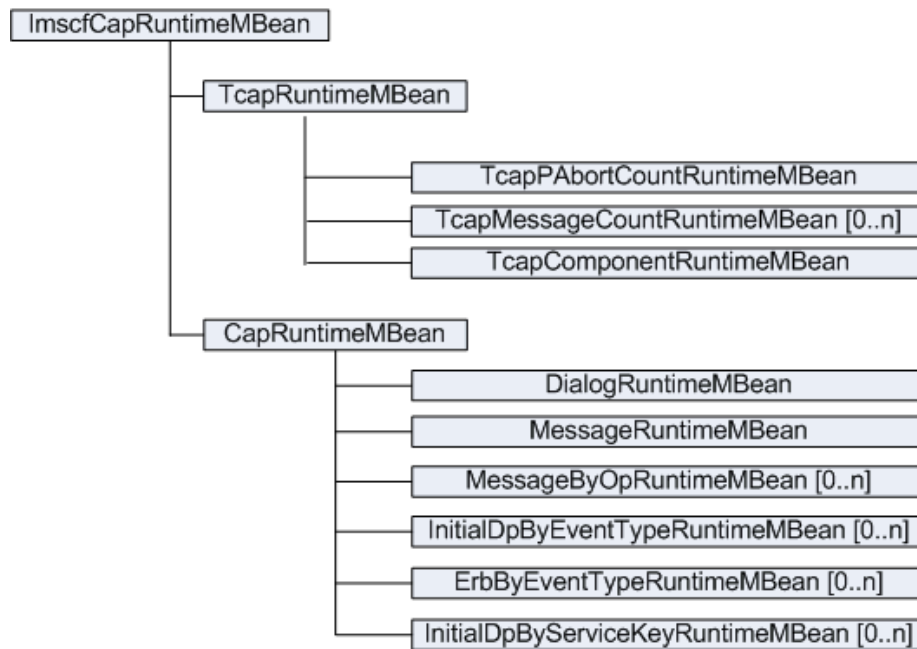 ImscfCapRuntimeMBean
TcapRuntimeMBean
TcapPAbortCountRuntimeMBean
TcapMessageCountRuntimeMBean [0..n]
TcapComponentRuntimeMBean
CapRuntimeMBean
DialogRuntimeMBean
MessageRuntimeMBean
MessageByOpRuntimeMBean [0..n]
InitialDpByEventTypeRuntimeMBean [0..n]
ErbByEventTypeRuntimeMBean [0..n]
InitialDpByServiceKeyRuntimeMBean [0..n]